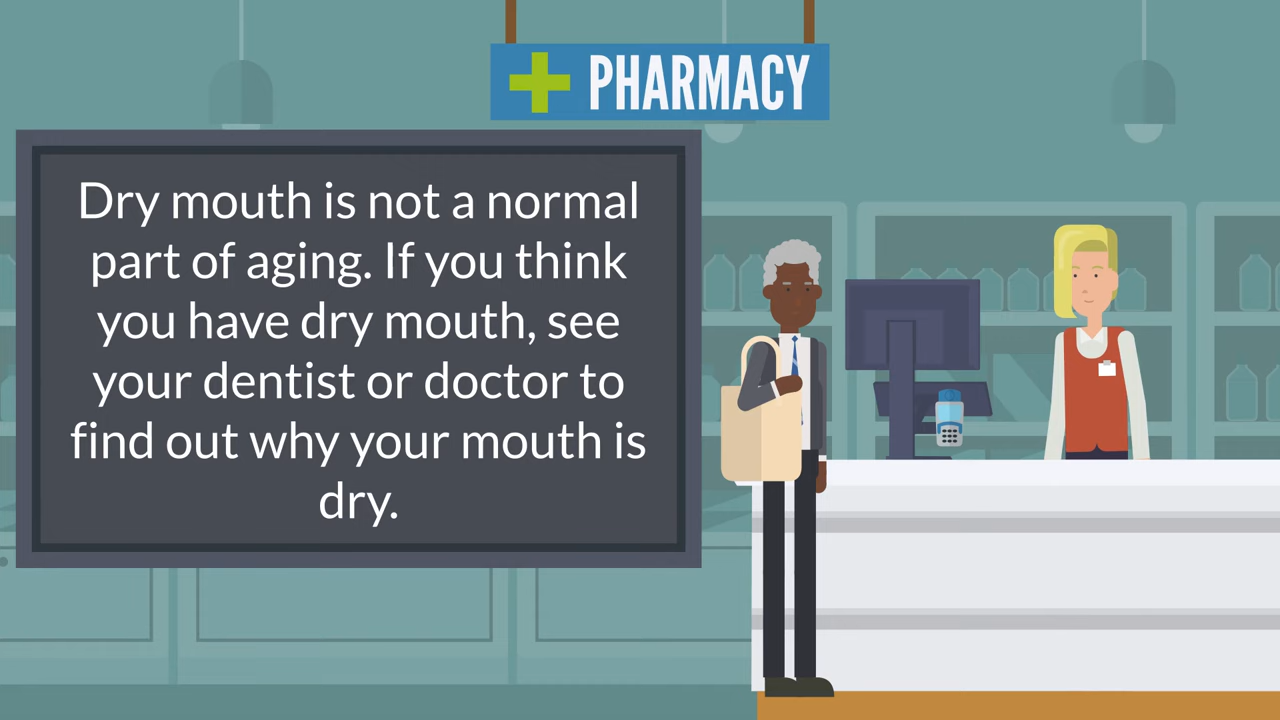 PHARMACY
Dry mouth is not a normal
part of aging. If you think
you have dry mouth, see
your dentist or doctor to
find out why your mouth is
dry.